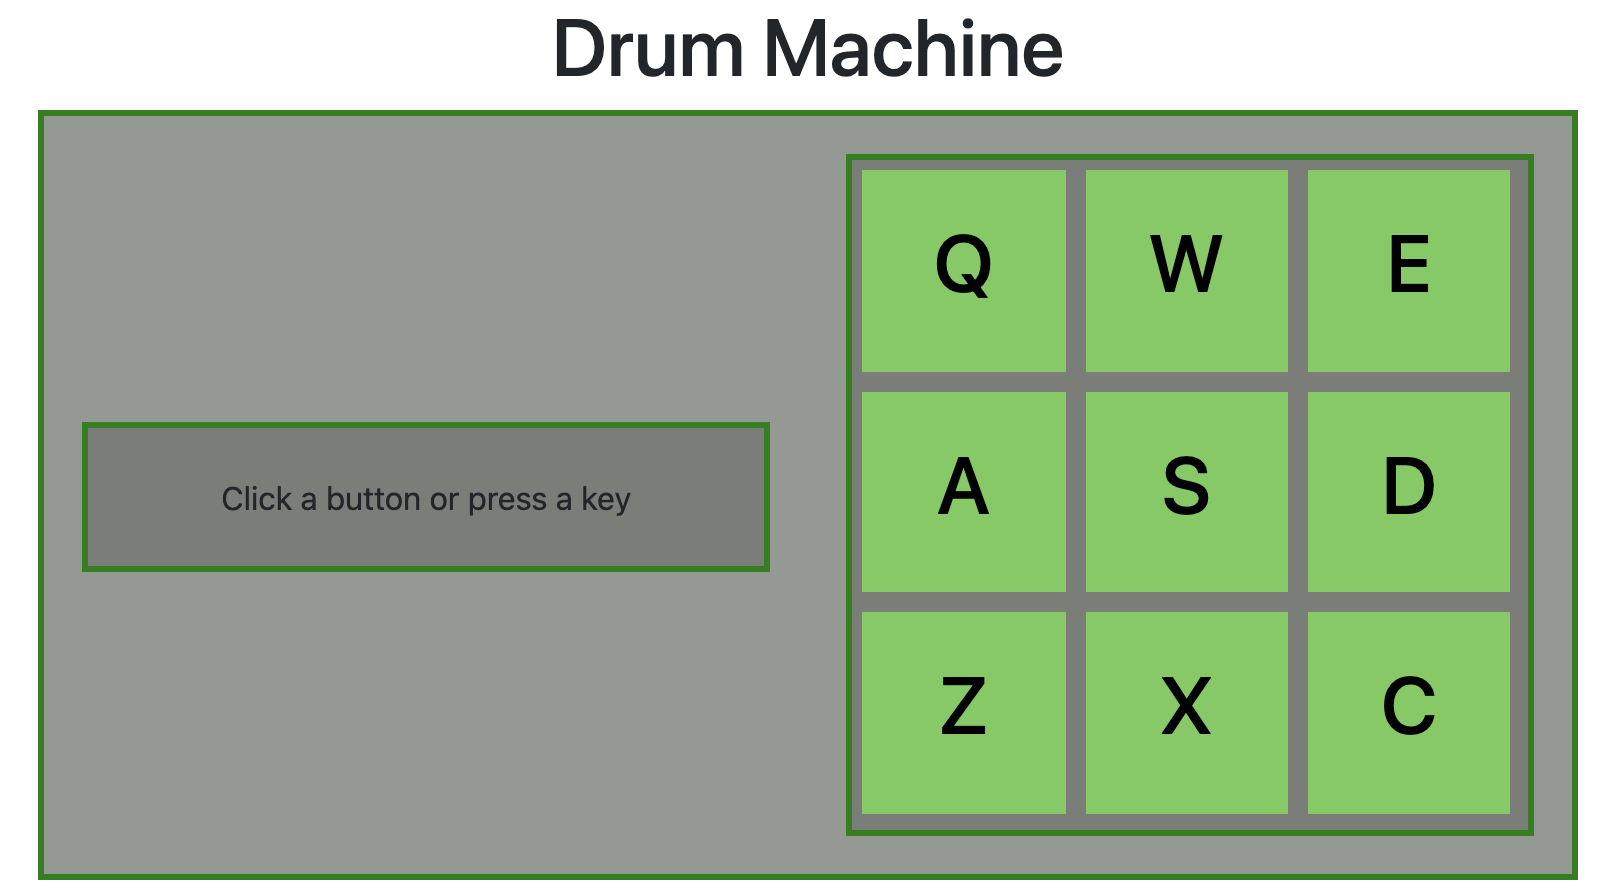 Drum Machine
Click a button or press a key
Q W E
A S D
Z X C